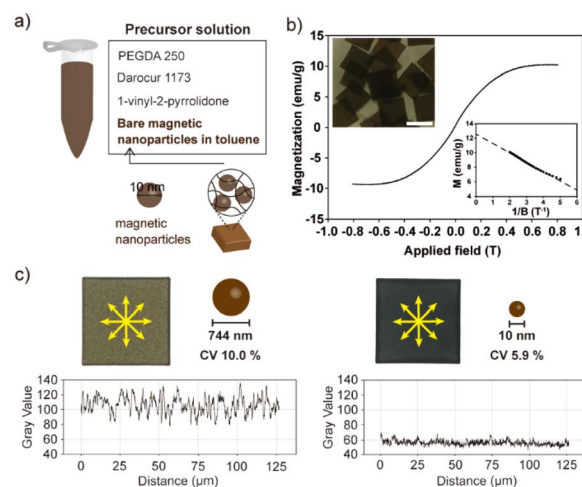 a)
Precursor solution
PEGDA 250
Darocur 1173
1-vinyl-2-pyrrolidone
Bare magnetic
nanoparticles in toluene
10 nm
magnetic
nanoparticles
b)
15
10
5
0
-5
-10
-15
Magnetization (emu/g)
-1.0 -0.8 -0.6 -0.4 -0.2 0.0 0.2 0.4 0.6 0.8 1.0
Applied field (T)
M (emu/g)
15
10
5
0
0 1 2 3 4 5 6
1/B (T⁻¹)
c)
744 nm
CV 10.0 %
Gray Value
140
120
100
80
60
40
0 25 50 75 100 125
Distance (µm)
10 nm
CV 5.9 %
Gray Value
140
120
100
80
60
40
0 25 50 75 100 125
Distance (µm)